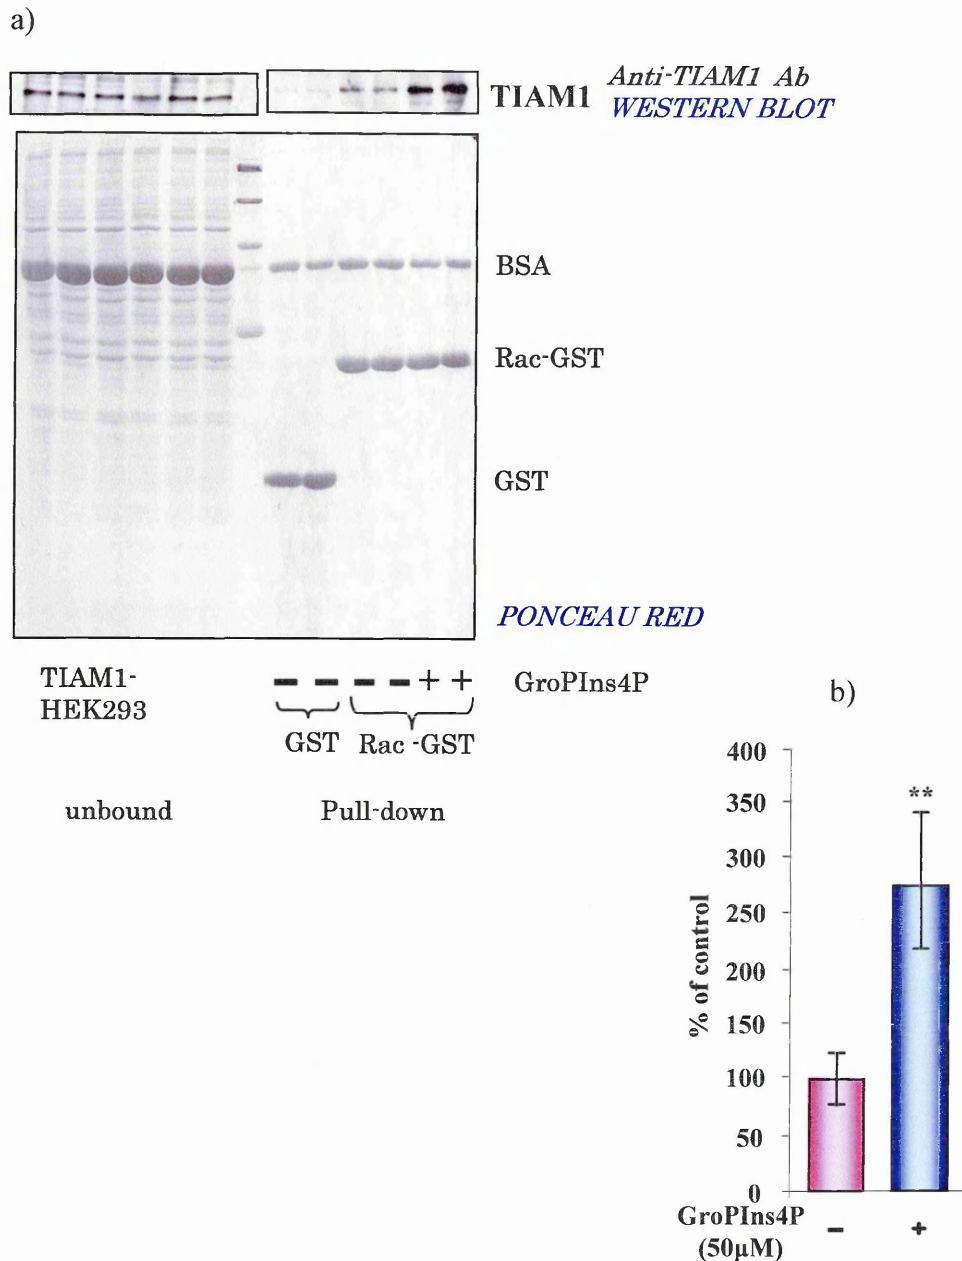 a)
TIAM1
Anti-TIAM1 Ab
WESTERN BLOT
BSA
Rac-GST
GST
PONCEAU RED
TIAM1-
HEK293
- - - - + +
GroPIns4P
GST
Rac -GST
unbound
Pull-down
b)
400
350
300
250
200
150
100
50
0
% of control
**
GroPIns4P
(50µM)
- +